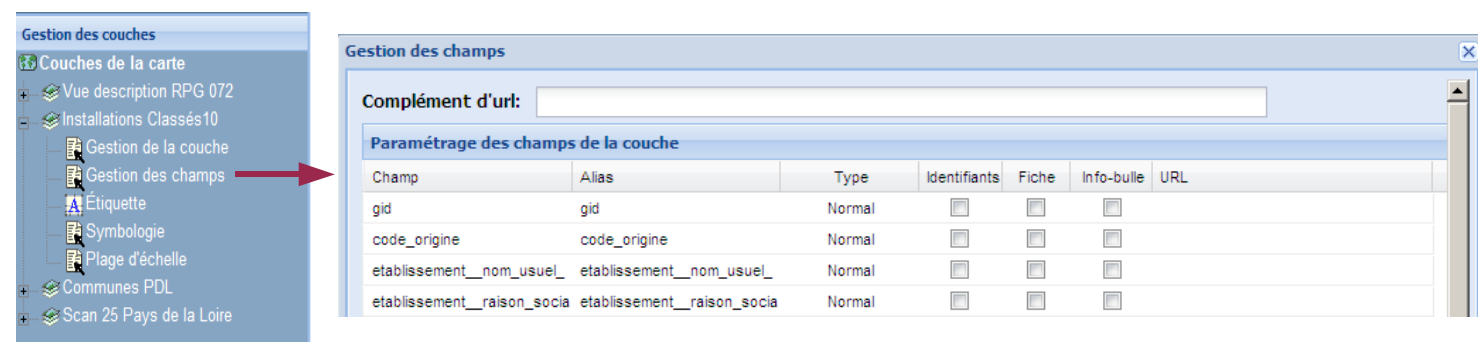 Gestion des couches
Couches de la carte
Vue description RPG 072
Installations Classés10
Gestion de la couche
Gestion des champs
A Étiquette
Symbologie
Plage d'échelle
Communes PDL
Scan 25 Pays de la Loire
Gestion des champs
Complément d'url:
Paramétrage des champs de la couche
Champ Alias Type Identifiants Fiche Info-bulle URL
gid gid Normal
code_origine code_origine Normal
etablissement__nom_usuel_ etablissement__nom_usuel_ Normal
etablissement__raison_socia etablissement__raison_socia Normal